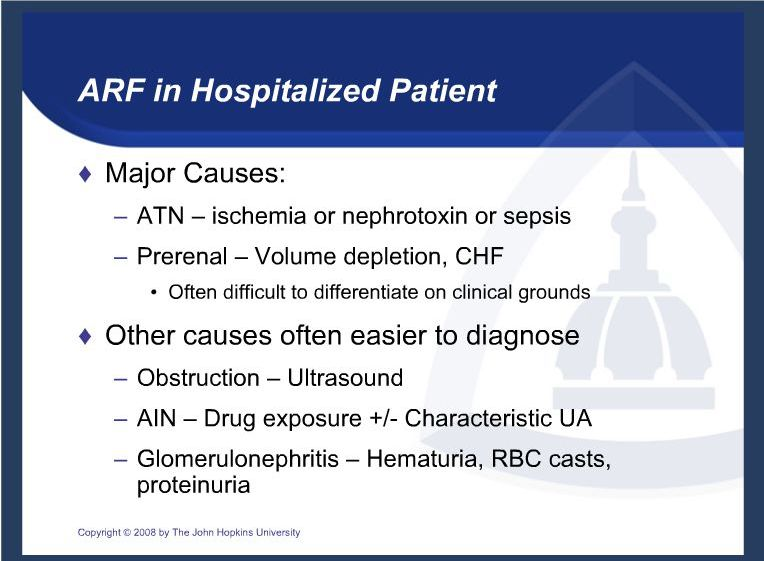 ARF in Hospitalized Patient
♦ Major Causes:
– ATN – ischemia or nephrotoxin or sepsis
– Prerenal – Volume depletion, CHF
• Often difficult to differentiate on clinical grounds
♦ Other causes often easier to diagnose
– Obstruction – Ultrasound
– AIN – Drug exposure +/- Characteristic UA
– Glomerulonephritis – Hematuria, RBC casts,
proteinuria
Copyright © 2008 by The John Hopkins University